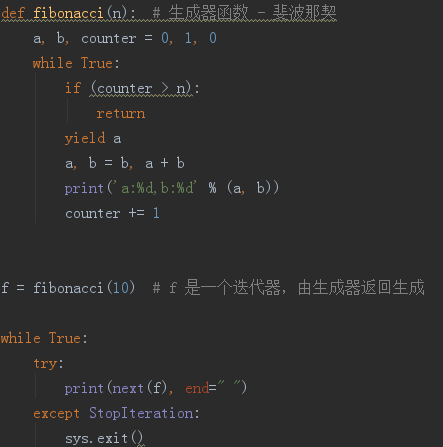 def fibonacci(n):  # 生成器函数 - 斐波那契
    a, b, counter = 0, 1, 0
    while True:
        if (counter > n):
            return
        yield a
        a, b = b, a + b
        print('a:%d,b:%d' % (a, b))
        counter += 1
f = fibonacci(10)  # f 是一个迭代器，由生成器返回生成
while True:
    try:
        print(next(f), end=" ")
    except StopIteration:
        sys.exit()